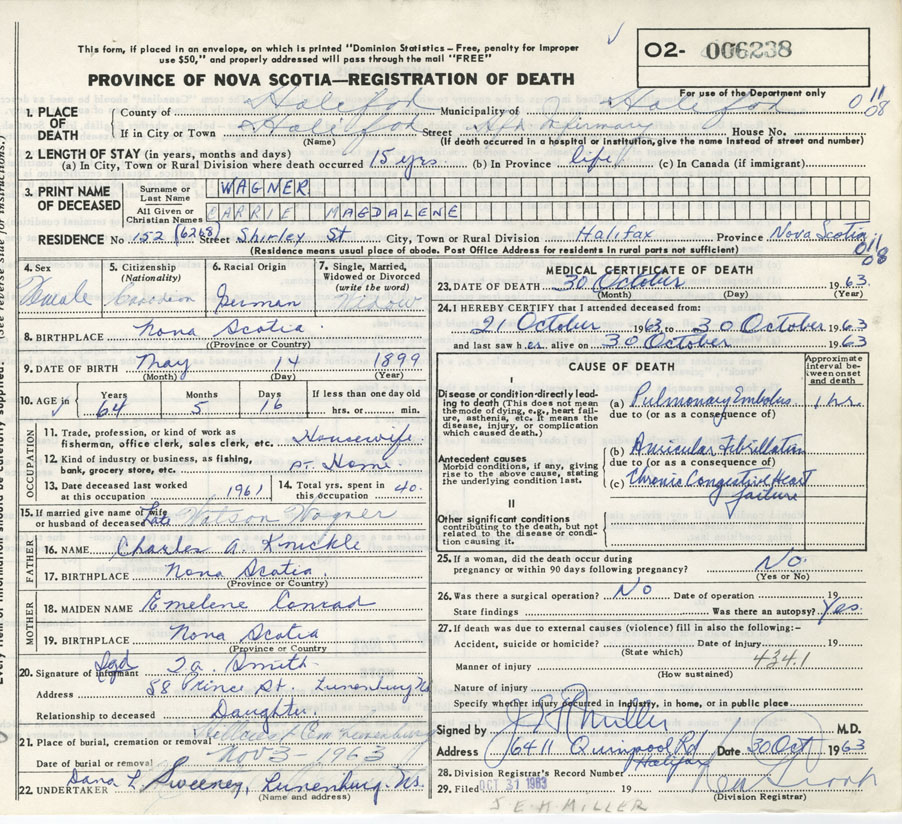 This form, if placed in an envelope, on which is printed "Dominion Statistics – Free, penalty for improper
use $50," and properly addressed will pass through the mail "FREE"
O2- 006238
For use of the Department only
PROVINCE OF NOVA SCOTIA—REGISTRATION OF DEATH
011
08
1. PLACE OF DEATH
County of Halifax Municipality of Halifax
If in City or Town Halifax Street Hfx Infirmary House No.
(Name) (If death occurred in a hospital or institution, give the name instead of street and number)
2. LENGTH OF STAY (in years, months and days)
(a) In City, Town or Rural Division where death occurred 15 yrs (b) In Province life (c) In Canada (if immigrant)
3. PRINT NAME OF DECEASED
Surname or Last Name WAGNER
All Given or Christian Names CARRIE MAGDALENE
RESIDENCE No 152 (6268) Street Shirley St City, Town or Rural Division Halifax Province Nova Scotia
(Residence means usual place of abode. Post Office Address for residents in rural parts not sufficient)
011
08
4. Sex Female
5. Citizenship (Nationality) Canadian
6. Racial Origin German
7. Single, Married, Widowed or Divorced (write the word) Widow
8. BIRTHPLACE Nova Scotia
(Province or Country)
9. DATE OF BIRTH May 14 1899
(Month) (Day) (Year)
10. AGE in Years 64 Months 5 Days 16 If less than one day old hrs. or min.
OCCUPATION
11. Trade, profession, or kind of work as fisherman, office clerk, sales clerk, etc. Housewife
12. Kind of industry or business, as fishing, bank, grocery store, etc. At Home
13. Date deceased last worked at this occupation 1961
14. Total yrs. spent in this occupation 40
15. If married give name of wife or husband of deceased Late Watson Wagner
FATHER
16. NAME Charles A. Knickle
17. BIRTHPLACE Nova Scotia
(Province or Country)
MOTHER
18. MAIDEN NAME Emelene Conrad
19. BIRTHPLACE Nova Scotia
(Province or Country)
20. Signature of informant Sgd Smith
Address 58 Prince St. Lunenburg NS
Relationship to deceased Daughter
21. Place of burial, cremation or removal Cem Lunenburg
Date of burial or removal Nov 3 - 1963
22. UNDERTAKER Dana L Sweeney, Lunenburg. NS.
(Name and address)
MEDICAL CERTIFICATE OF DEATH
23. DATE OF DEATH 30 October 1963
(Month) (Day) (Year)
24. I HEREBY CERTIFY that I attended deceased from:
21 October 1963 to 30 October 1963
and last saw her alive on 30 October 1963
CAUSE OF DEATH
Approximate interval between onset and death
I
Disease or condition directly leading to death (This does not mean the mode of dying, e.g., heart failure, asthenia, etc. It means the disease, injury, or complication which caused death.)
(a) Pulmonary Embolus 1 hr
due to (or as a consequence of)
Antecedent causes
Morbid conditions, if any, giving rise to the above cause, stating the underlying condition last.
(b) Auricular Fibrillation
due to (or as a consequence of)
(c) Chronic Congestive Heart failure
II
Other significant conditions
contributing to the death, but not related to the disease or condition causing it.
25. If a woman, did the death occur during pregnancy or within 90 days following pregnancy? No
(Yes or No)
26. Was there a surgical operation? No Date of operation 19
State findings Was there an autopsy? Yes
27. If death was due to external causes (violence) fill in also the following:–
Accident, suicide or homicide? Date of injury 19
(State which)
434.1
Manner of injury
(How sustained)
Nature of injury
Specify whether injury occurred in industry, in home, or in public place
Signed by Miller M.D.
Address 6411 Quinpool Rd Halifax Date 30 Oct 1963
28. Division Registrar's Record Number
29. Filed OCT 31 1963 19
(Division Registrar)
E. H MILLER